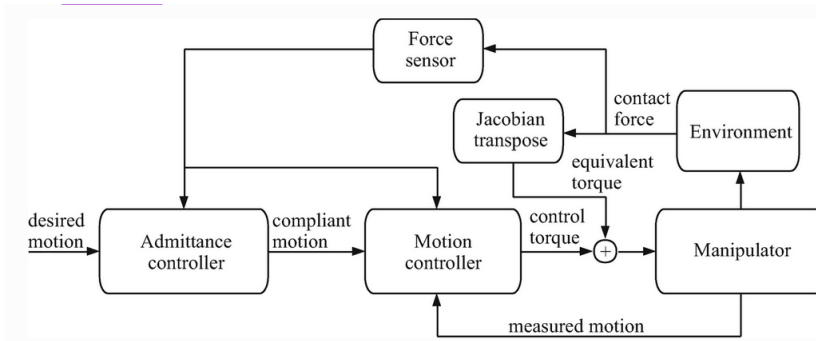 Force
sensor
contact
force
Environment
Jacobian
transpose
equivalent
torque
desired
motion
Admittance
controller
compliant
motion
Motion
controller
control
torque
+
Manipulator
measured motion